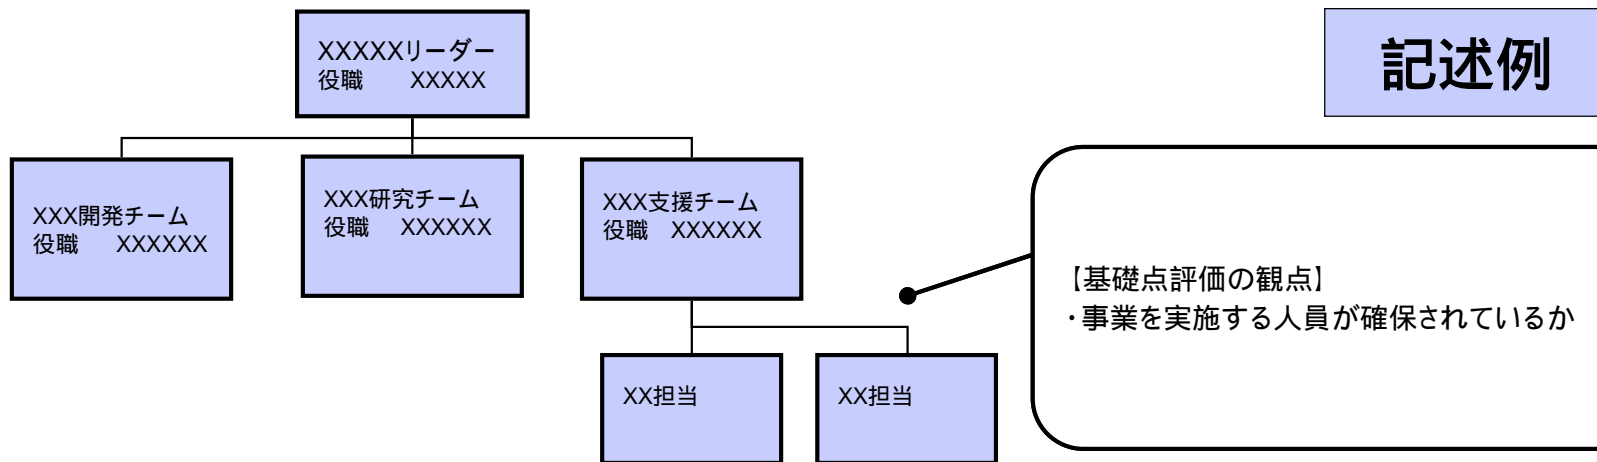 XXXXXリーダー
役職　　XXXXX
記述例
XXX開発チーム
役職　 XXXXXX
XXX研究チーム
役職　 XXXXXX
XXX支援チーム
役職　XXXXXX
【基礎点評価の観点】
・事業を実施する人員が確保されているか
XX担当
XX担当